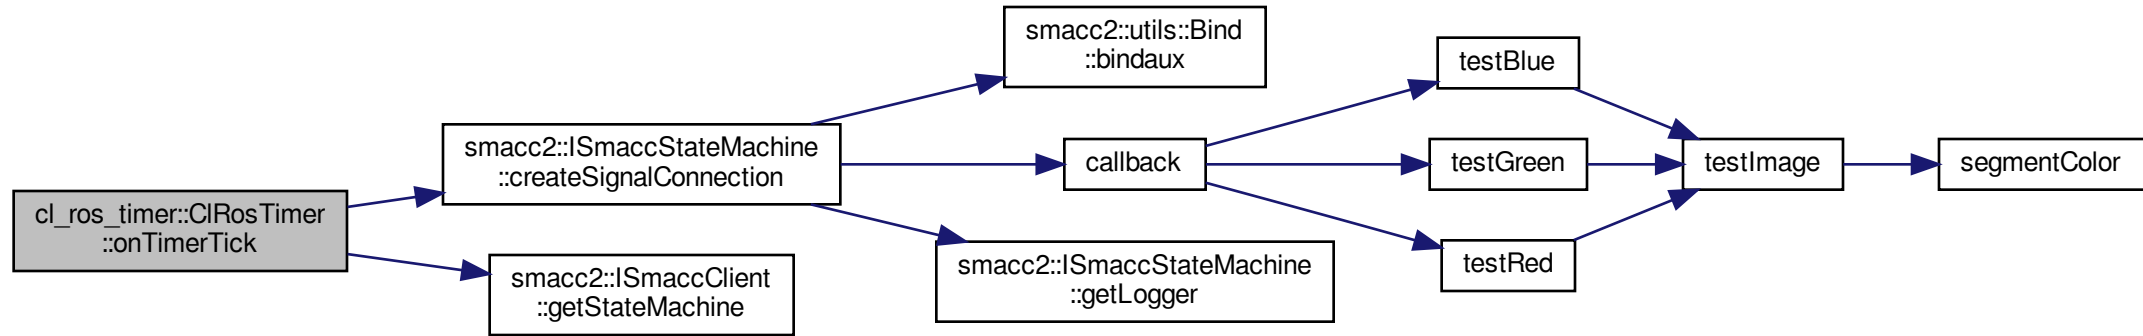 cl_ros_timer::ClRosTimer
::onTimerTick
smacc2::ISmaccStateMachine
::createSignalConnection
smacc2::ISmaccClient
::getStateMachine
smacc2::utils::Bind
::bindaux
callback
smacc2::ISmaccStateMachine
::getLogger
testBlue
testGreen
testRed
testImage
segmentColor